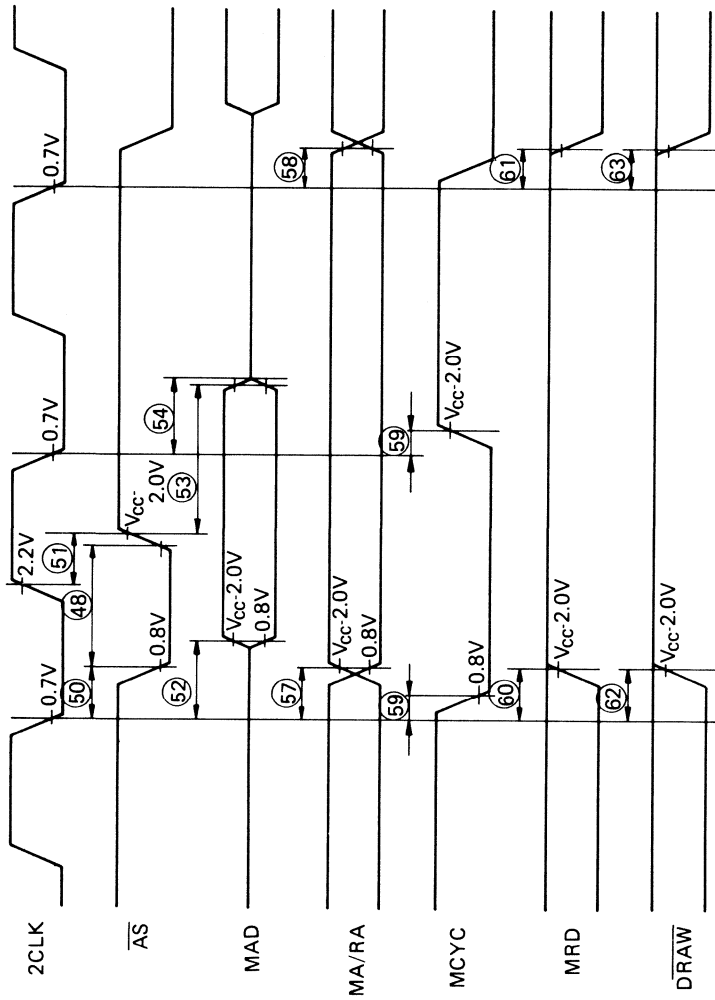 2CLK
0.7V
2.2V
0.7V
0.7V
50
48
51
AS
0.8V
Vcc-
2.0V
53
54
MAD
52
Vcc-2.0V
0.8V
MA/RA
57
Vcc-2.0V
0.8V
58
MCYC
59
0.8V
59
Vcc-2.0V
MRD
60
Vcc-2.0V
61
DRAW
62
Vcc-2.0V
63